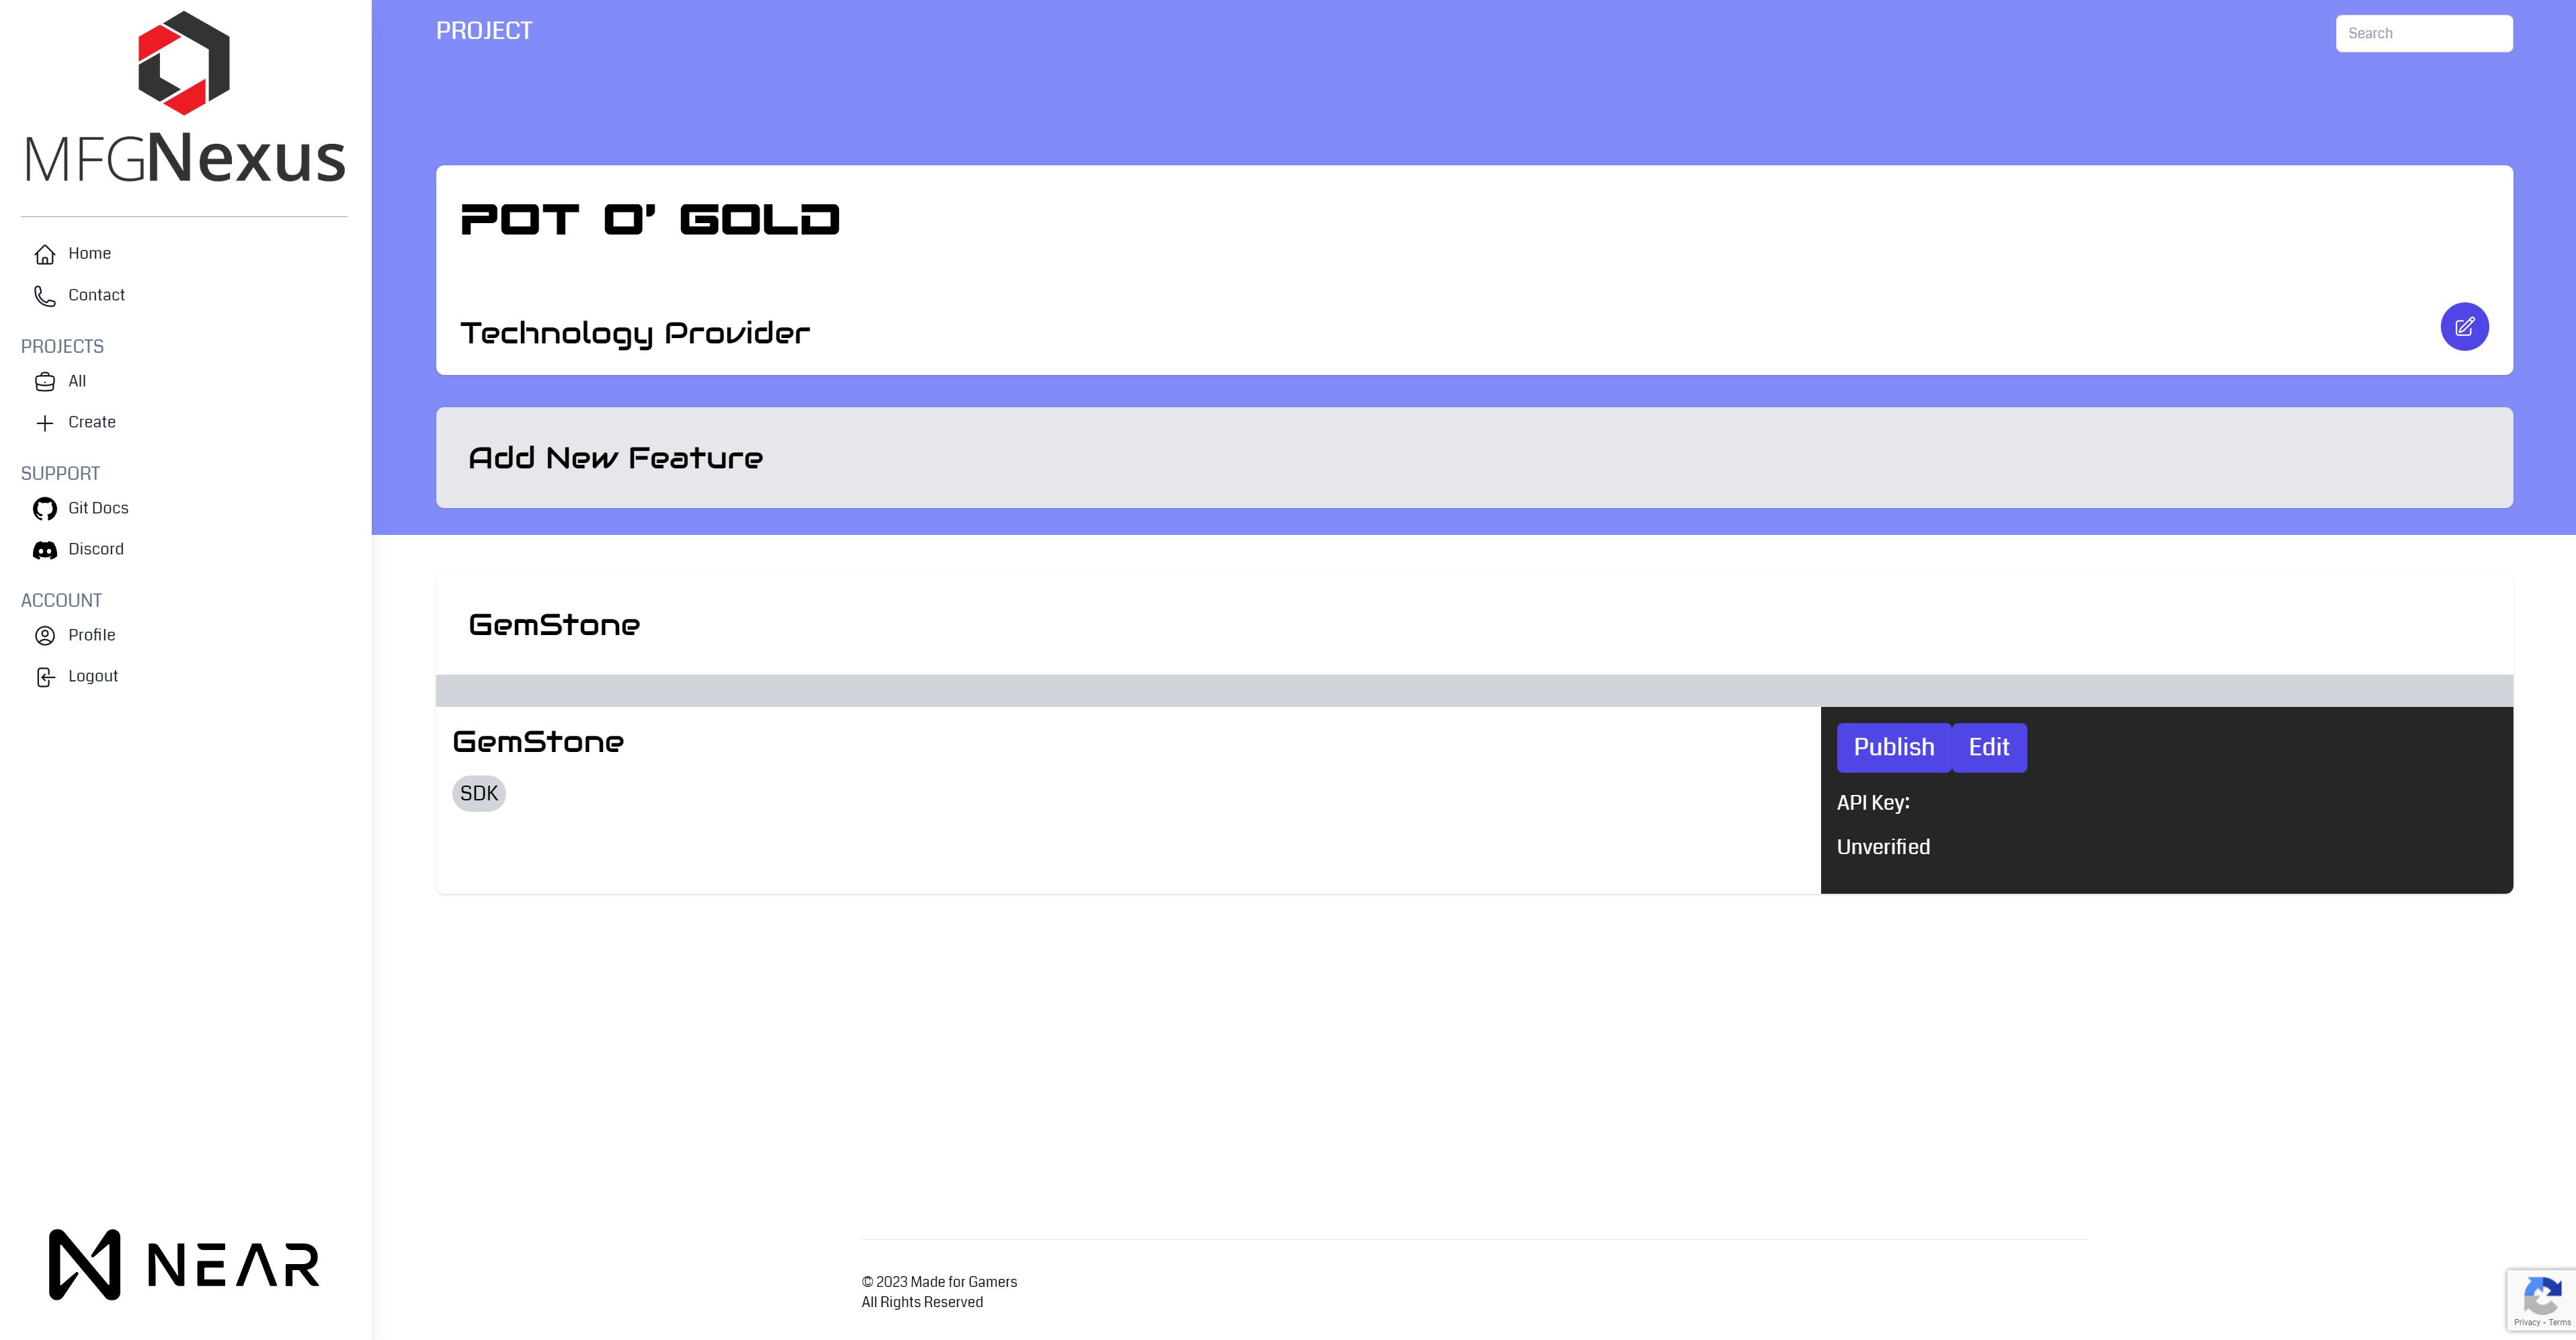 MFGNexus
Home
Contact
PROJECTS
All
Create
SUPPORT
Git Docs
Discord
ACCOUNT
Profile
Logout
NEAR
PROJECT
Search
POT O' GOLD
Technology Provider
Add New Feature
GemStone
GemStone
SDK
Publish Edit
API Key:
Unverified
© 2023 Made for Gamers
All Rights Reserved
Privacy • Terms